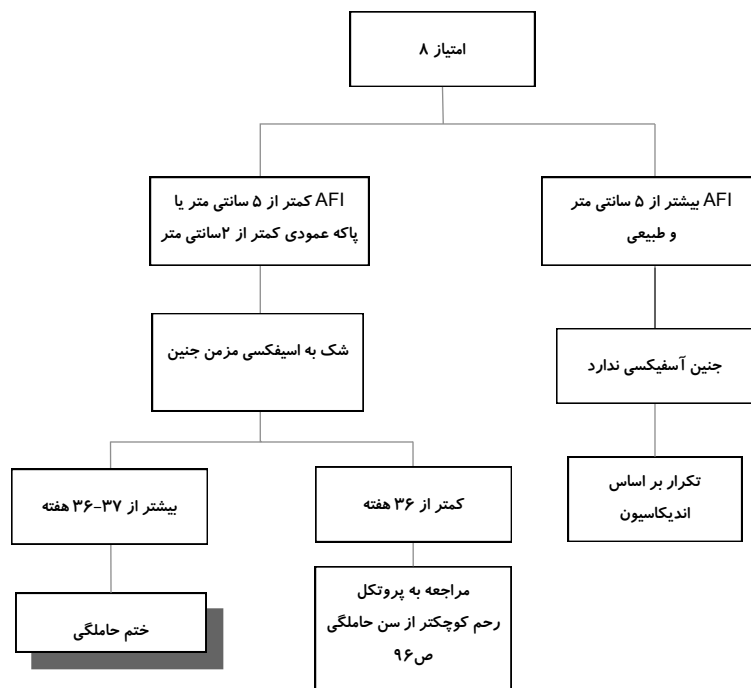 امتیاز ۸
AFI کمتر از ۵ سانتی متر یا
پاکه عمودی کمتر از ۲سانتی متر
AFI بیشتر از ۵ سانتی متر
و طبیعی
شک به اسیفکسی مزمن جنین
جنین آسفیکسی ندارد
بیشتر از ۳۷-۳۶ هفته
کمتر از ۳۶ هفته
تکرار بر اساس
اندیکاسیون
ختم حاملگی
مراجعه به پروتکل
رحم کوچکتر از سن حاملگی
ص۹۶